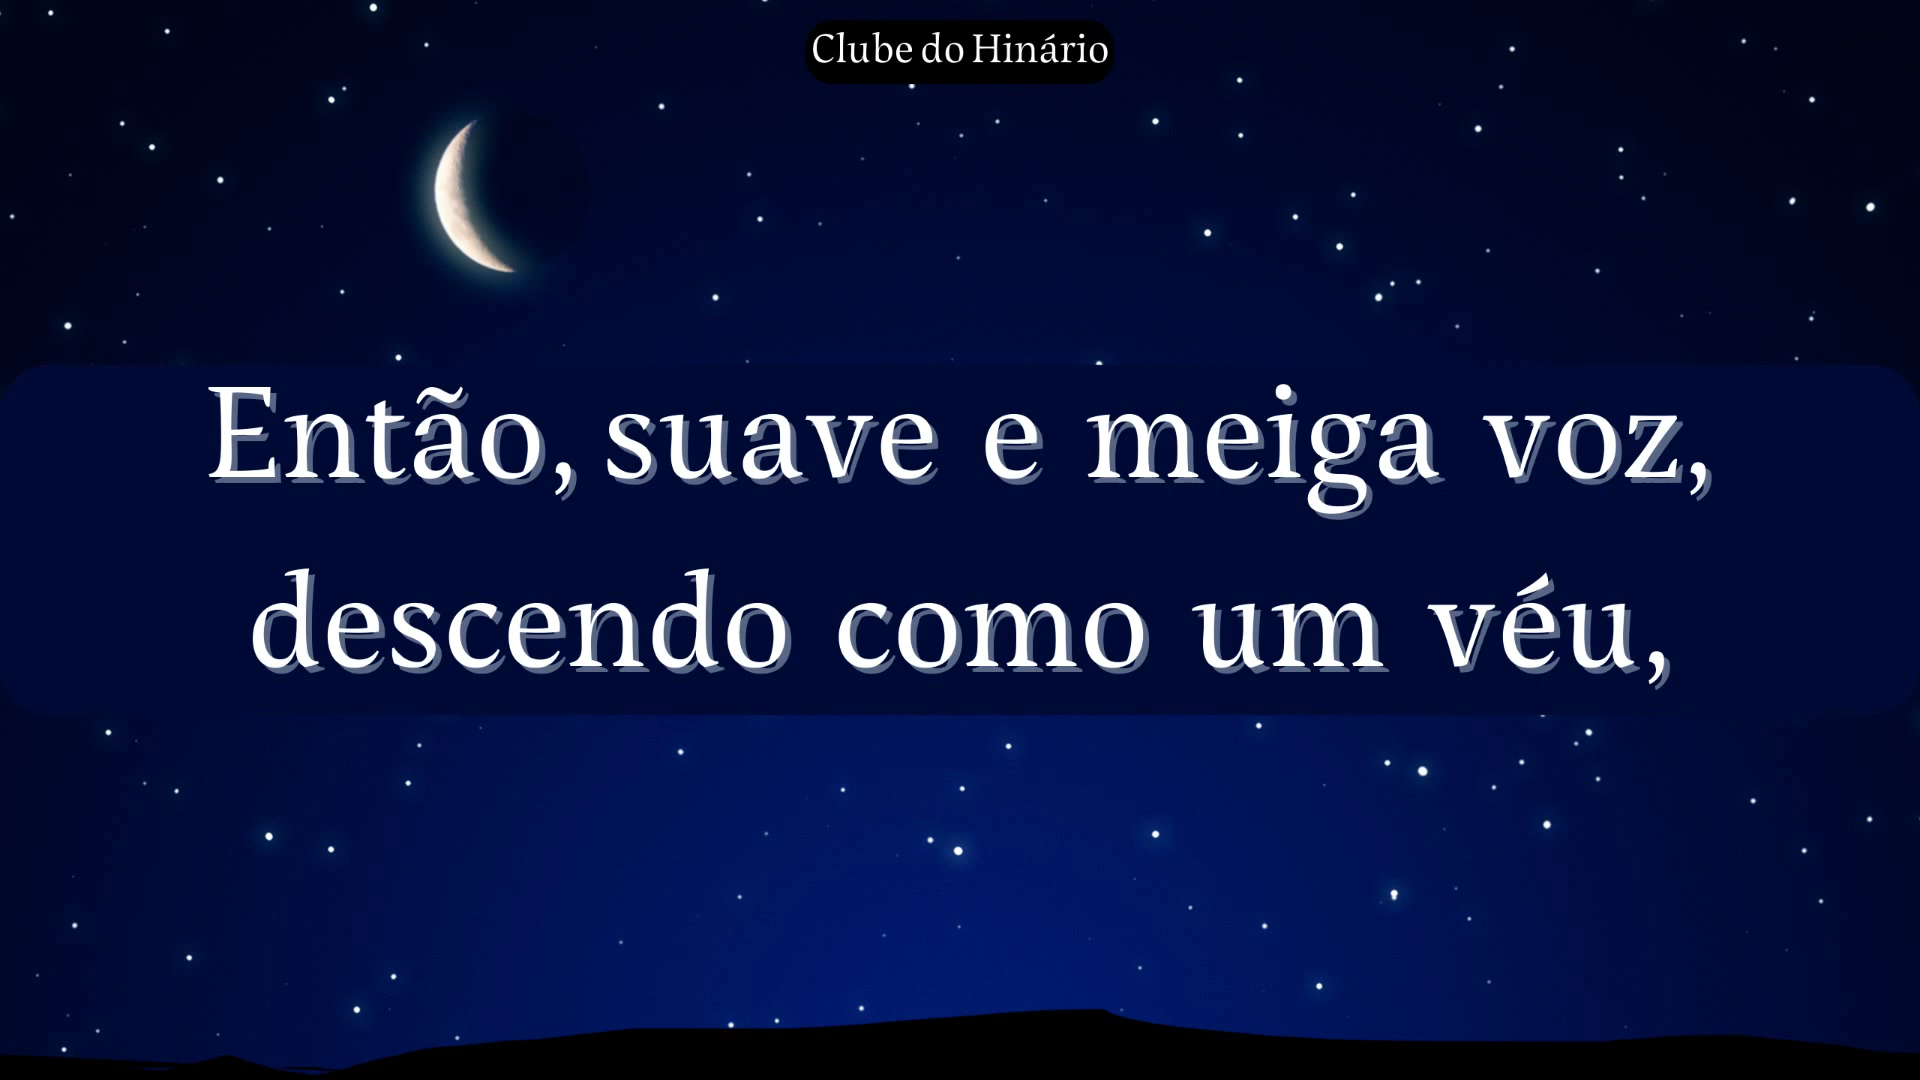 Clube do Hinário
Então, suave e meiga voz,
descendo como um véu,